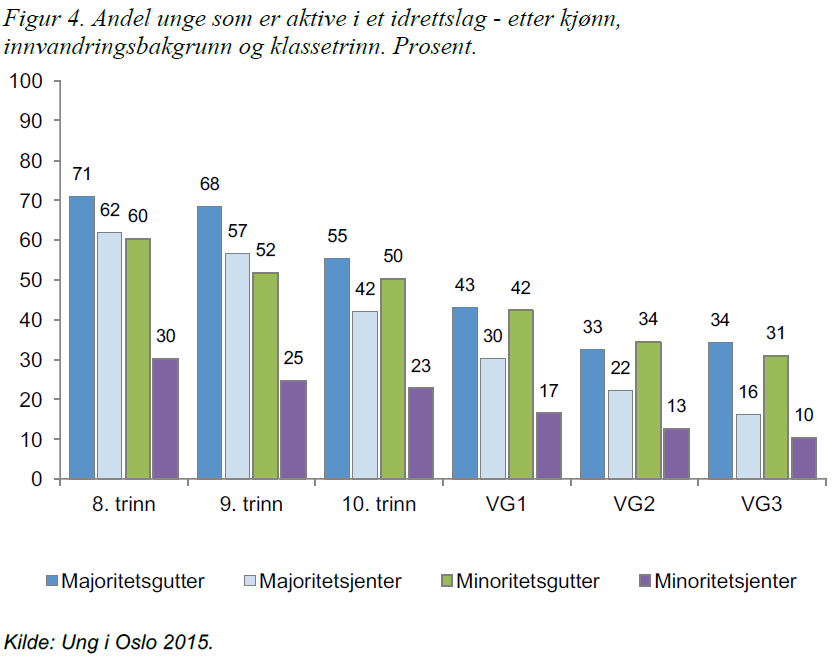 Figur 4. Andel unge som er aktive i et idrettslag - etter kjønn,
innvandringsbakgrunn og klassetrinn. Prosent.
100
90
80
70
60
50
40
30
20
10
0
71
62
60
30
68
57
52
25
55
42
50
23
43
30
42
17
33
22
34
13
34
16
31
10
8. trinn
9. trinn
10. trinn
VG1
VG2
VG3
Majoritetsgutter
Majoritetsjenter
Minoritetsgutter
Minoritetsjenter
Kilde: Ung i Oslo 2015.